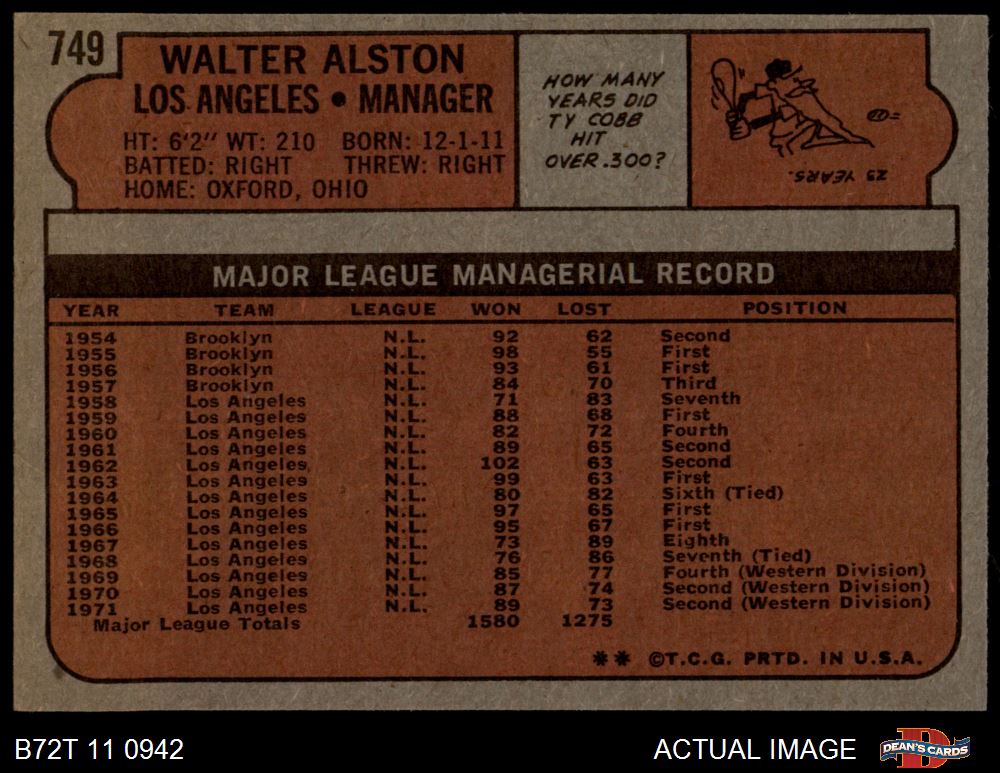 749
WALTER ALSTON
LOS ANGELES • MANAGER
HT: 6'2" WT: 210 BORN: 12-1-11
BATTED: RIGHT THREW: RIGHT
HOME: OXFORD, OHIO
HOW MANY
YEARS DID
TY COBB
HIT
OVER .300?
23 YEARS.
MAJOR LEAGUE MANAGERIAL RECORD
YEAR TEAM LEAGUE WON LOST POSITION
1954 Brooklyn N.L. 92 62 Second
1955 Brooklyn N.L. 98 55 First
1956 Brooklyn N.L. 93 61 First
1957 Brooklyn N.L. 84 70 Third
1958 Los Angeles N.L. 71 83 Seventh
1959 Los Angeles N.L. 88 68 First
1960 Los Angeles N.L. 82 72 Fourth
1961 Los Angeles N.L. 89 65 Second
1962 Los Angeles N.L. 102 63 Second
1963 Los Angeles N.L. 99 63 First
1964 Los Angeles N.L. 80 82 Sixth (Tied)
1965 Los Angeles N.L. 97 65 First
1966 Los Angeles N.L. 95 67 First
1967 Los Angeles N.L. 73 89 Eighth
1968 Los Angeles N.L. 76 86 Seventh (Tied)
1969 Los Angeles N.L. 85 77 Fourth (Western Division)
1970 Los Angeles N.L. 87 74 Second (Western Division)
1971 Los Angeles N.L. 89 73 Second (Western Division)
Major League Totals 1580 1275
** ©T.C.G. PRTD. IN U.S.A.
B72T 11 0942 ACTUAL IMAGE
DEAN'S CARDS